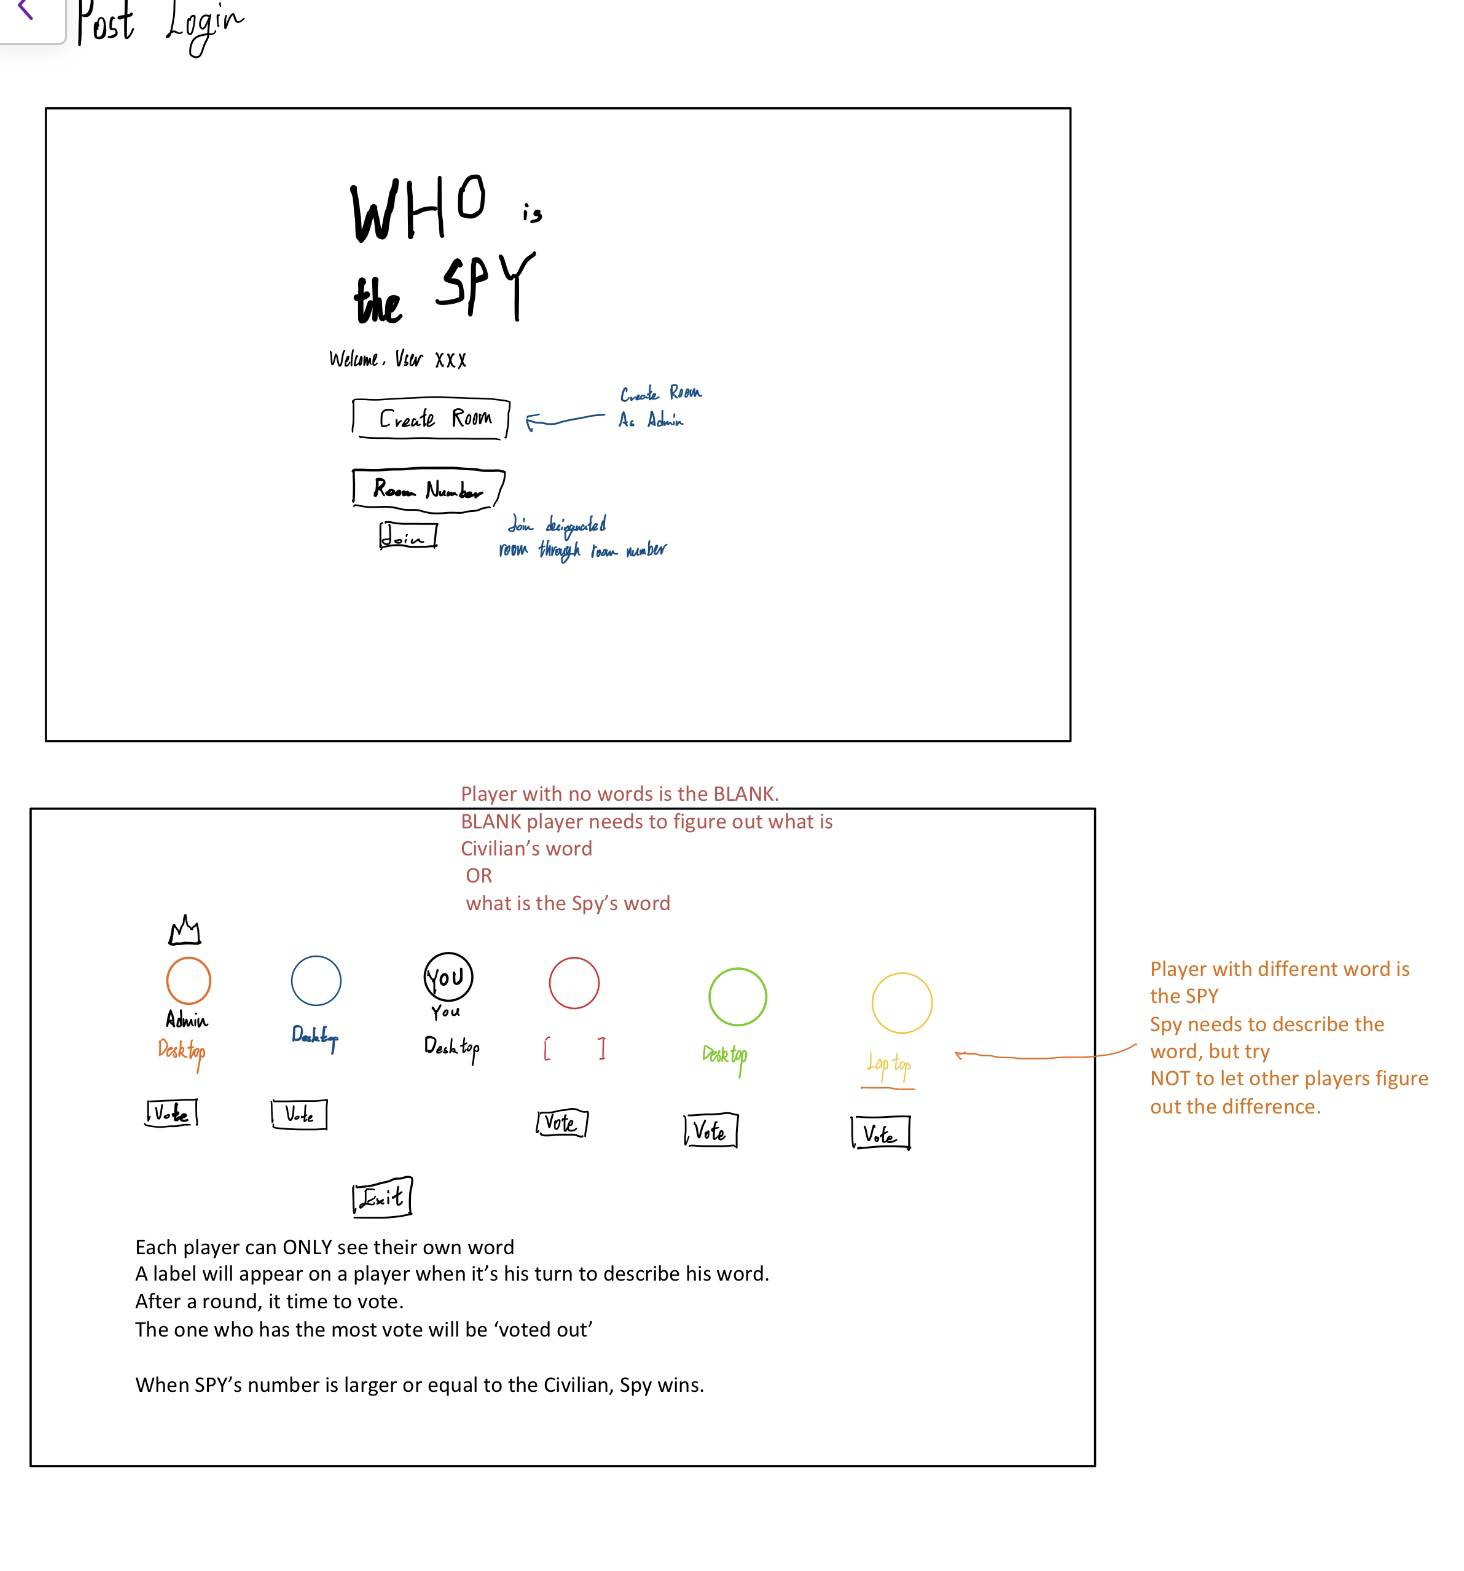 Post Login
WHO is
the SPY
Welcome, User XXX
Create Room
Create Room
As Admin
Room Number
Join
Join designated
room through room number
Player with no words is the BLANK.
BLANK player needs to figure out what is
Civilian's word
OR
what is the Spy's word
YOU
Admin
You
Desktop
Desktop
Desktop
[ ]
Desktop
Laptop
Player with different word is
the SPY
Spy needs to describe the
word, but try
NOT to let other players figure
out the difference.
Vote
Vote
Vote
Vote
Vote
Exit
Each player can ONLY see their own word
A label will appear on a player when it's his turn to describe his word.
After a round, it time to vote.
The one who has the most vote will be 'voted out'
When SPY's number is larger or equal to the Civilian, Spy wins.